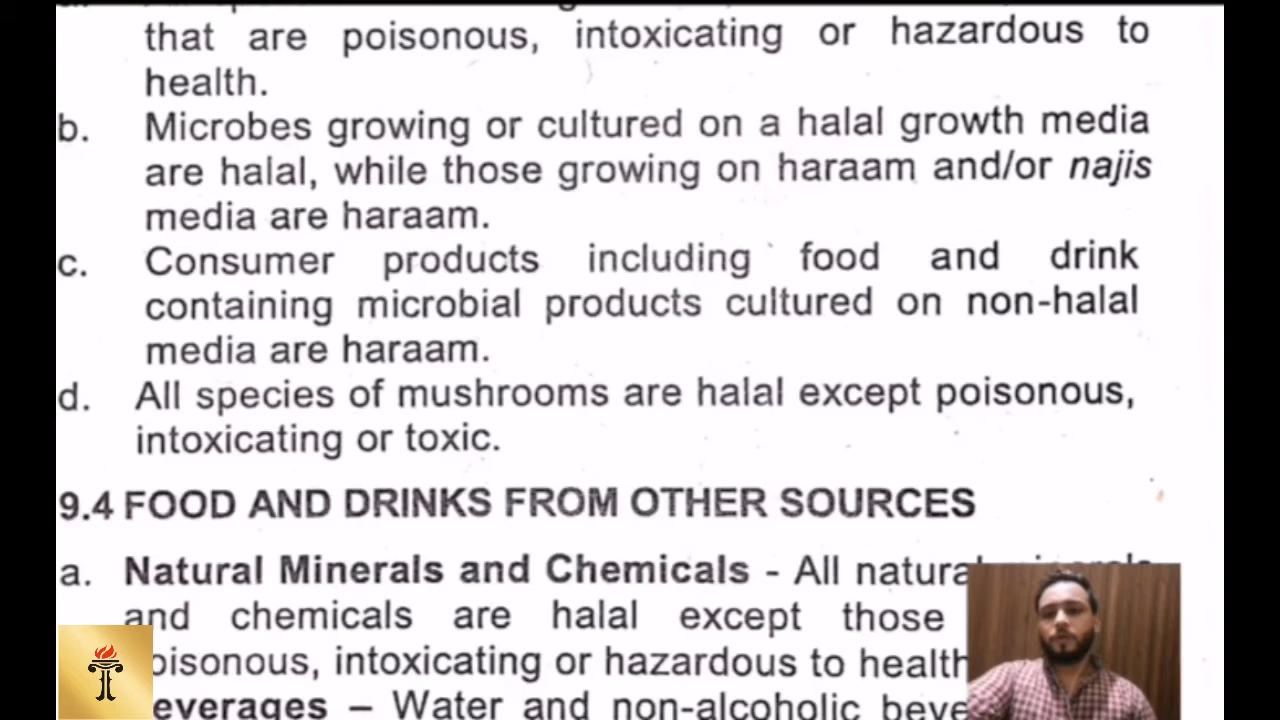 that are poisonous, intoxicating or hazardous to
health.
b. Microbes growing or cultured on a halal growth media
are halal, while those growing on haraam and/or najis
media are haraam.
c. Consumer products including food and drink
containing microbial products cultured on non-halal
media are haraam.
d. All species of mushrooms are halal except poisonous,
intoxicating or toxic.
9.4 FOOD AND DRINKS FROM OTHER SOURCES
a. Natural Minerals and Chemicals - All natural
and chemicals are halal except those
oisonous, intoxicating or hazardous to health
everages – Water and non-alcoholic beve